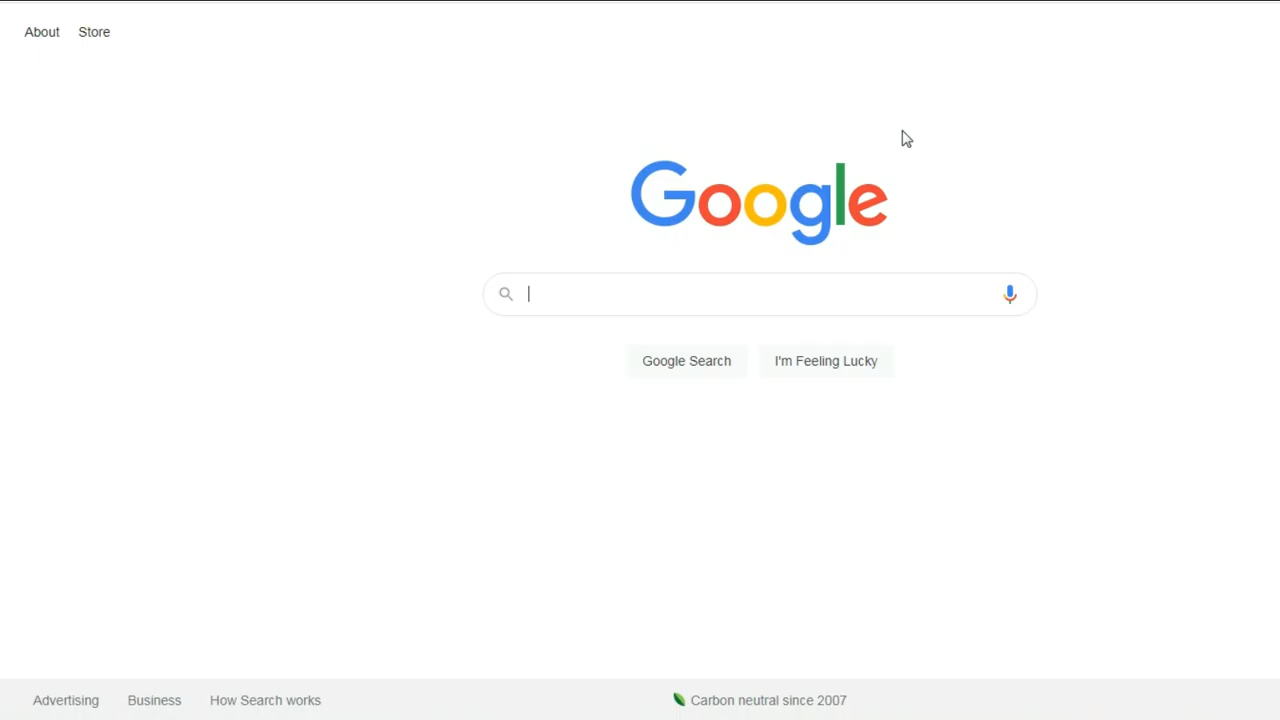 About Store
Google
Google Search I'm Feeling Lucky
Advertising Business How Search works Carbon neutral since 2007